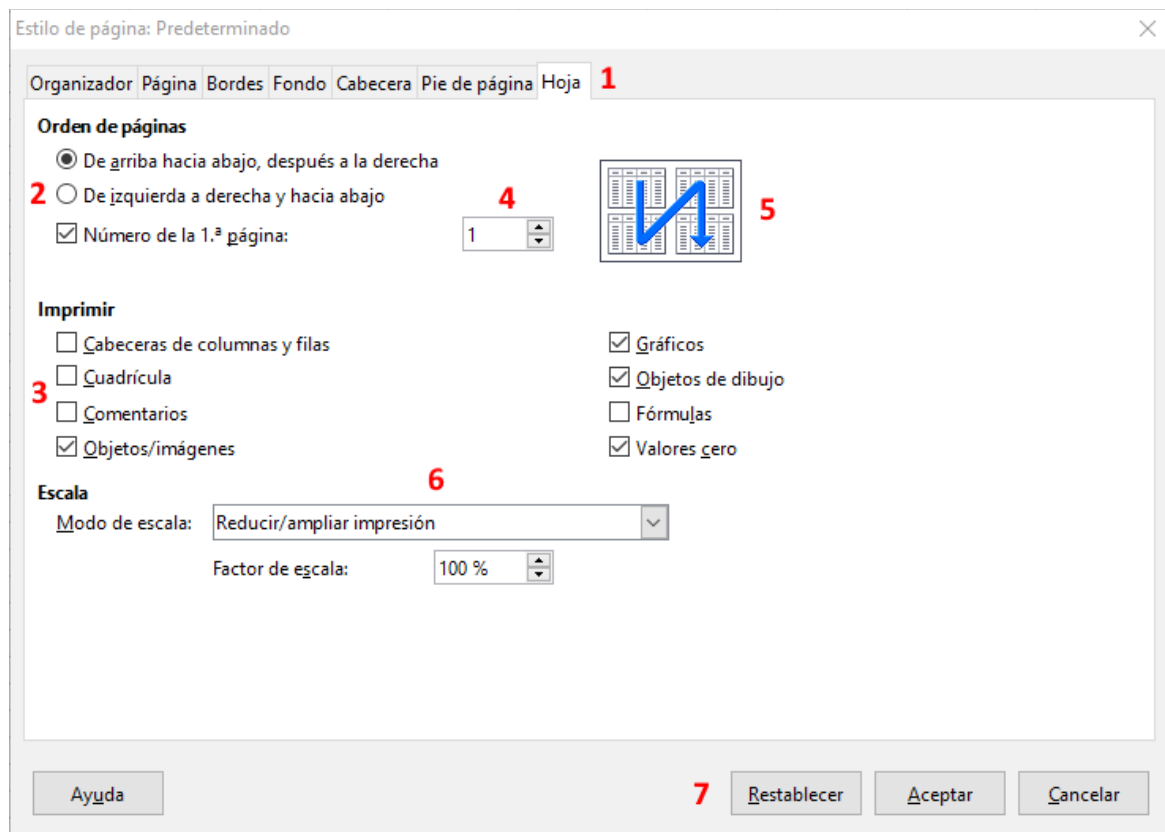 Estilo de página: Predeterminado
Organizador Página Bordes Fondo Cabecera Pie de página Hoja 1
Orden de páginas
De arriba hacia abajo, después a la derecha
2 De izquierda a derecha y hacia abajo 4
5
Número de la 1.ª página: 1
Imprimir
Cabeceras de columnas y filas Gráficos
Cuadrícula Objetos de dibujo
3
Comentarios Fórmulas
Objetos/imágenes Valores cero
6
Escala
Modo de escala: Reducir/ampliar impresión
Factor de escala: 100 %
Ayuda 7 Restablecer Aceptar Cancelar